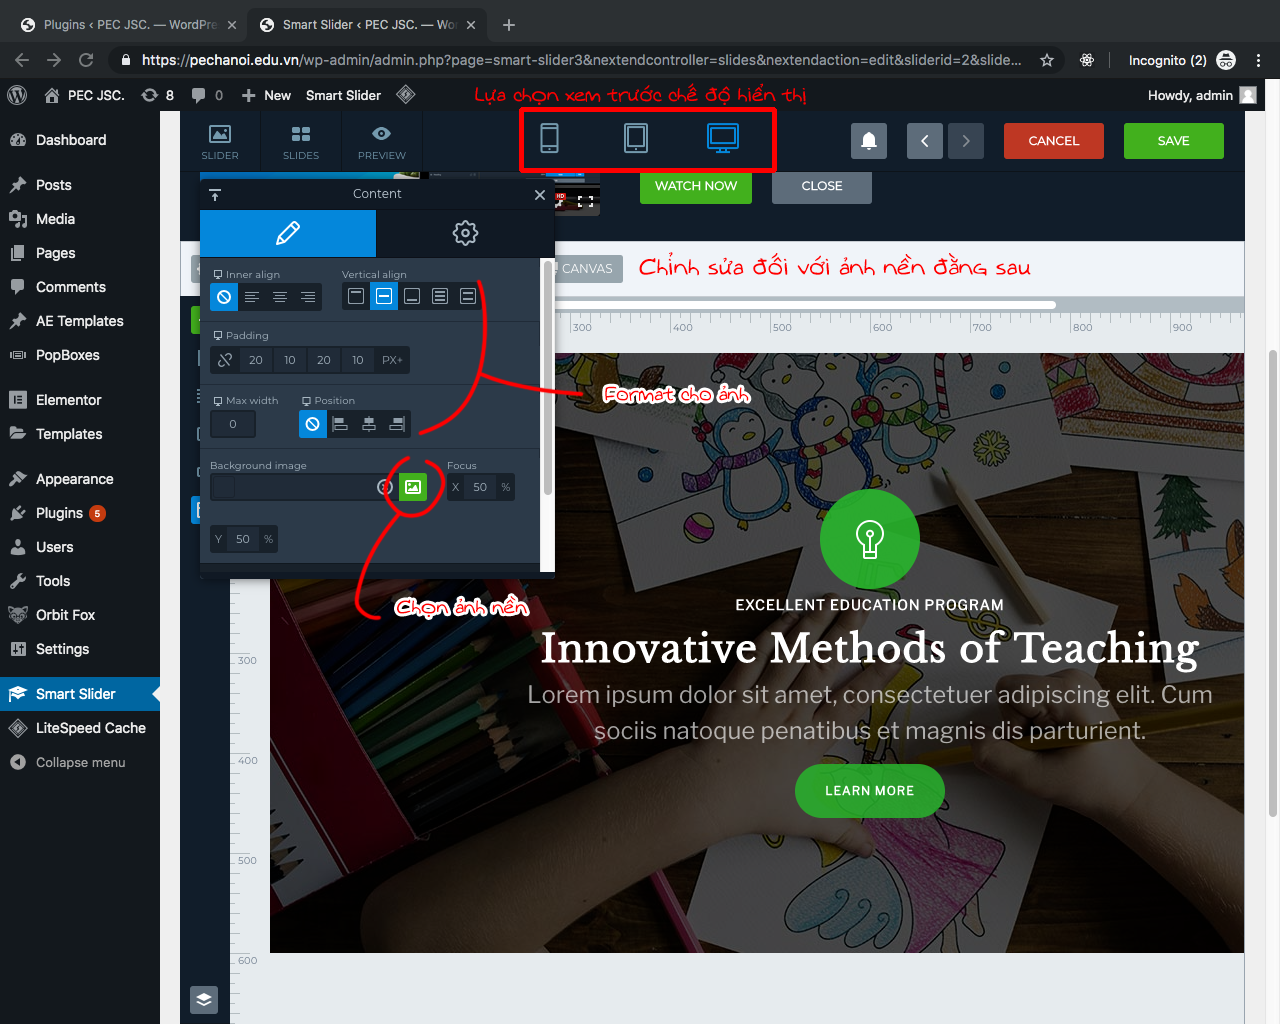 Plugins ‹ PEC JSC. — WordPre
Smart Slider ‹ PEC JSC. — Wor
https://pechanoi.edu.vn/wp-admin/admin.php?page=smart-slider3&nextendcontroller=slides&nextendaction=edit&sliderid=2&slide...
Incognito (2)
PEC JSC.
8
0
New
Smart Slider
Lựa chọn xem trước chế độ hiển thị
Howdy, admin
Dashboard
Posts
Media
Pages
Comments
AE Templates
PopBoxes
Elementor
Templates
Appearance
Plugins 5
Users
Tools
Orbit Fox
Settings
Smart Slider
LiteSpeed Cache
Collapse menu
SLIDER
SLIDES
PREVIEW
CANCEL
SAVE
HD
WATCH NOW
CLOSE
Content
CANVAS
Chỉnh sửa đối với ảnh nền đằng sau
Inner align
Vertical align
Padding
20 10 20 10 PX+
Max width
Position
0
Background image
Focus
X 50 %
Y 50 %
Format cho ảnh
Chọn ảnh nền
300 400 500 600 700 800 900
300
400
500
600
EXCELLENT EDUCATION PROGRAM
Innovative Methods of Teaching
Lorem ipsum dolor sit amet, consectetuer adipiscing elit. Cum
sociis natoque penatibus et magnis dis parturient.
LEARN MORE